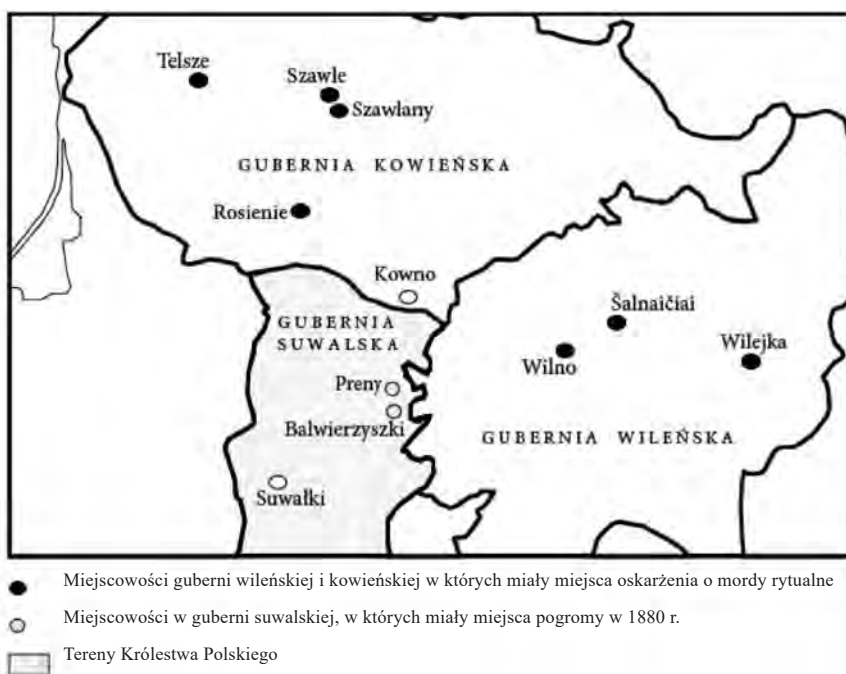 Telsze
Szawle
Szawlany
GUBERNIA KOWIEŃSKA
Rosienie
Kowno
GUBERNIA
SUWALSKA
Šalnaičiai
Wilejka
Wilno
Preny
Balwierzyszki
GUBERNIA WILEŃSKA
Suwałki
Miejscowości guberni wileńskiej i kowieńskiej w których miały miejsca oskarżenia o mordy rytualne
Miejscowości w guberni suwalskiej, w których miały miejsca pogromy w 1880 r.
Tereny Królestwa Polskiego